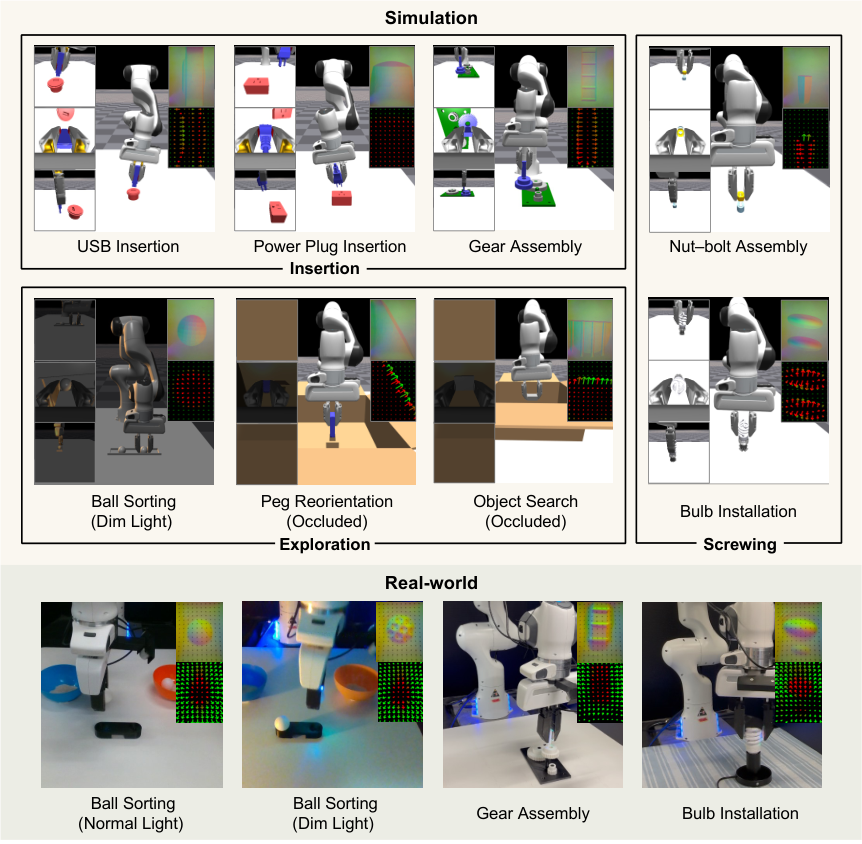 Simulation
USB Insertion
Power Plug Insertion
Gear Assembly
Insertion
Nut–bolt Assembly
Ball Sorting
(Dim Light)
Peg Reorientation
(Occluded)
Object Search
(Occluded)
Exploration
Bulb Installation
Screwing
Real-world
Ball Sorting
(Normal Light)
Ball Sorting
(Dim Light)
Gear Assembly
Bulb Installation